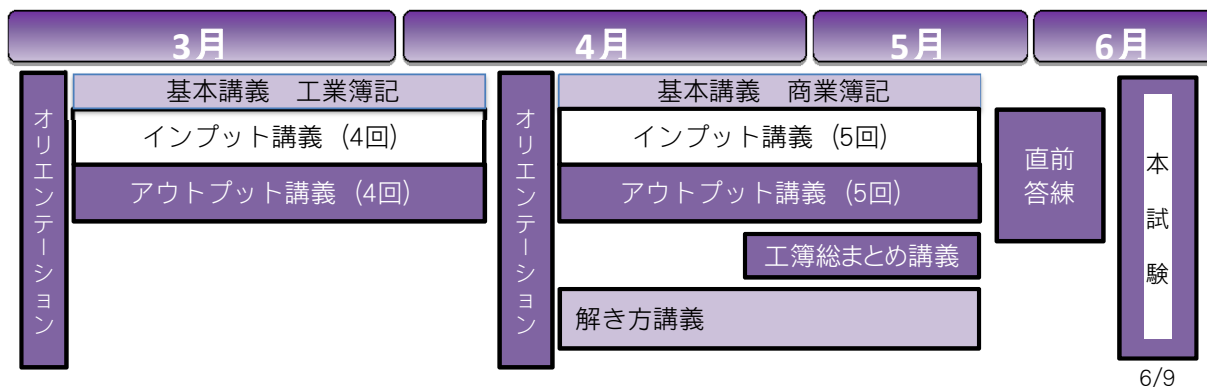 3月
4月
5月
6月
オリエンテーション
基本講義　工業簿記
インプット講義 (4回)
アウトプット講義 (4回)
オリエンテーション
基本講義　商業簿記
インプット講義 (5回)
アウトプット講義 (5回)
工簿総まとめ講義
解き方講義
直前
答練
本試験
6/9